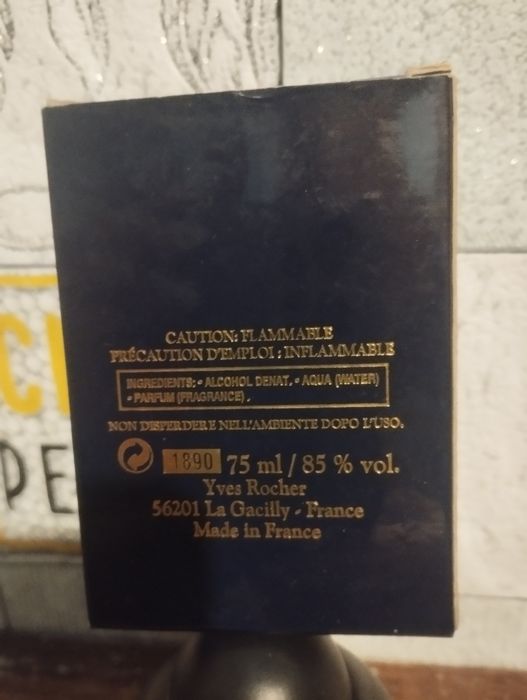 CAUTION: FLAMMABLE
PRÉCAUTION D'EMPLOI : INFLAMMABLE
INGREDIENTS: • ALCOHOL DENAT. • AQUA (WATER)
• PARFUM (FRAGRANCE).
NON DISPERDERE NELL'AMBIENTE DOPO L'USO.
1890 75 ml / 85 % vol.
Yves Rocher
56201 La Gacilly - France
Made in France
PE